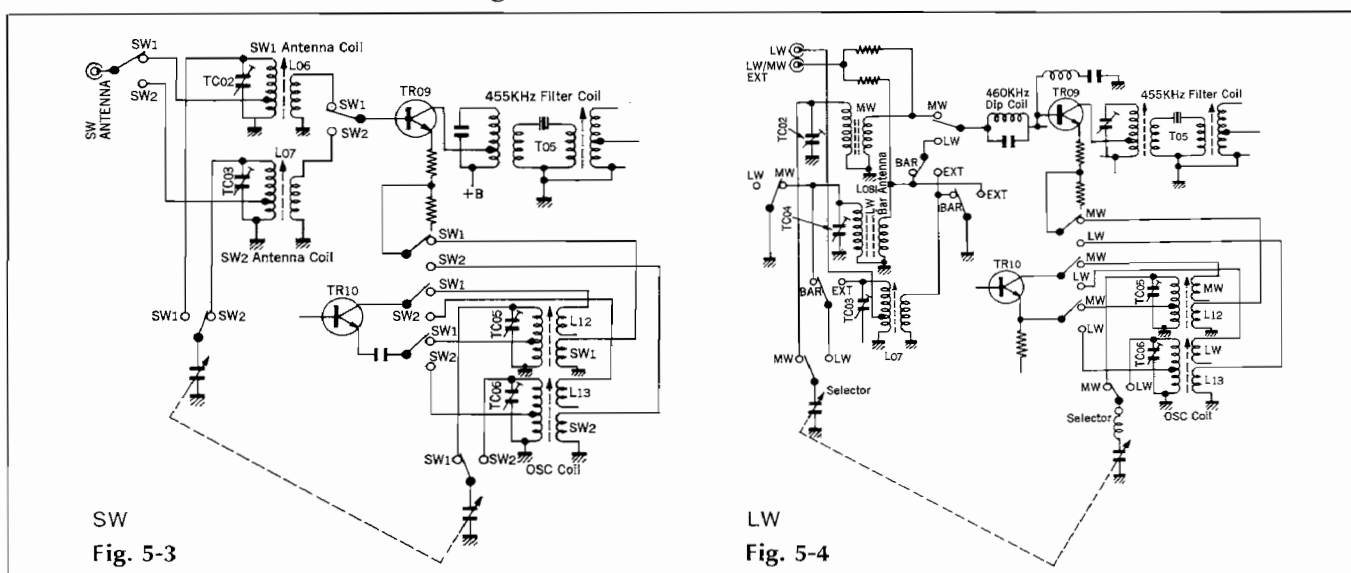 SW1
SW1 Antenna Coil
L06
TC02
SW2
SW ANTENNA
SW1
SW2
TR09
455KHz Filter Coil
T05
+B
L07
TC03
SW2 Antenna Coil
SW1
SW2
SW1
SW2
TR10
SW1
SW2
SW1
SW2
TC05
L12
SW1
TC06
L13
SW2
OSC Coil
SW1
SW2
SW
Fig. 5-3
LW
LW/MW
EXT
MW
TC02
MW
LW
460KHz
Dip Coil
TR09
455KHz Filter Coil
T05
BAR
EXT
BAR
EXT
LW
MW
TC04
L08
LW
Bar Antenna
BAR
EXT
TC03
L07
MW
LW
Selector
MW
LW
MW
LW
TR10
MW
LW
TC05
MW
L12
TC06
LW
L13
MW
LW
OSC Coil
Selector
LW
Fig. 5-4